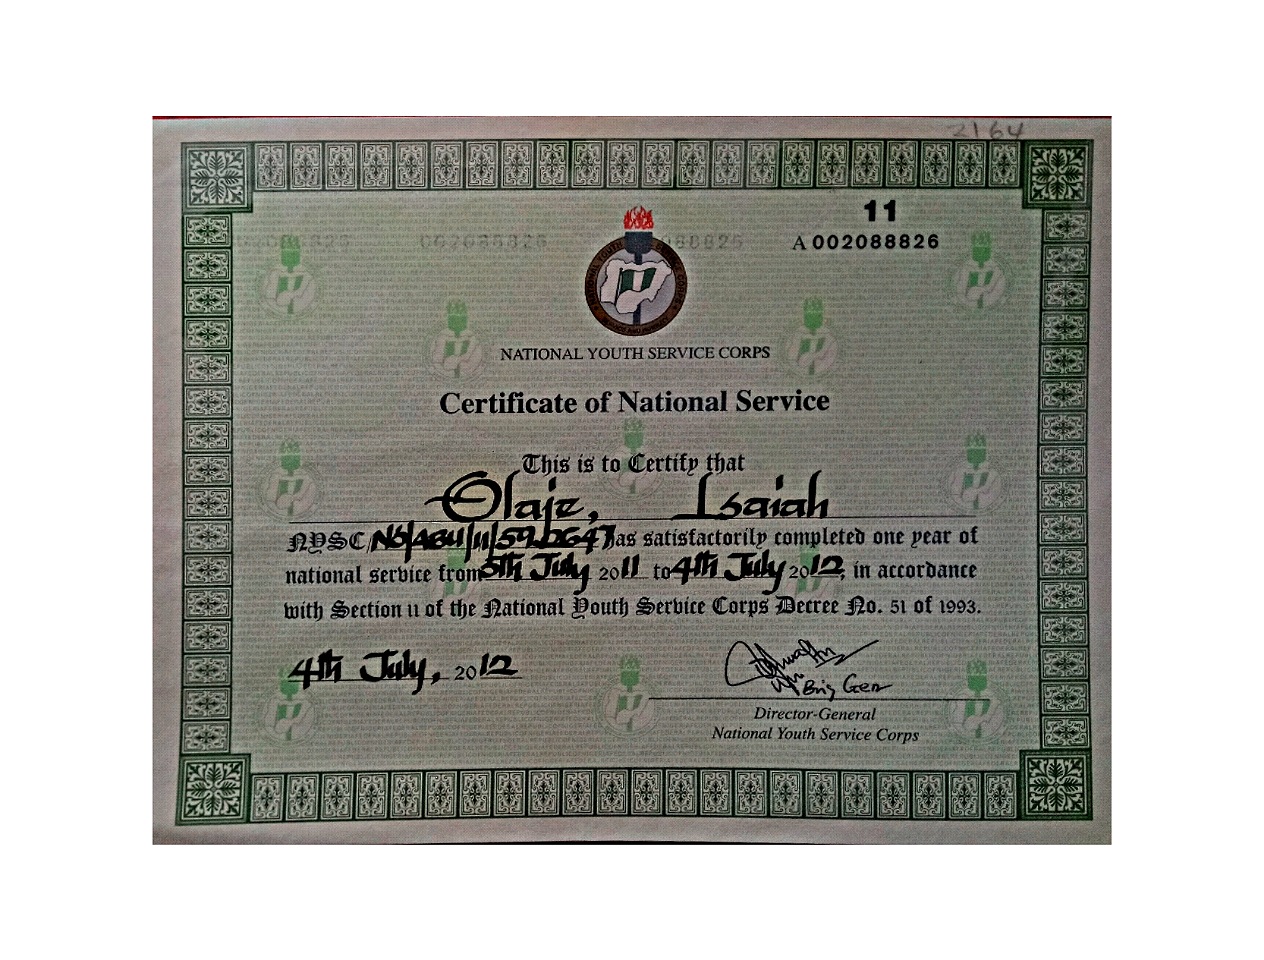 2164
11
A 002088826
NATIONAL YOUTH SERVICE CORPS
Certificate of National Service
This is to Certify that
Olaje, Isaiah
NYSC has satisfactorily completed one year of
national service from 5th July 2011 to 4th July 2012, in accordance
with Section 11 of the National Youth Service Corps Decree No. 51 of 1993.
4th July, 2012
Brig Gen
Director-General
National Youth Service Corps